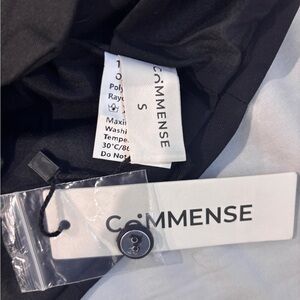 COMMENSE
S
Poly
Rayo
Maxim
Washi
Tempe
30°C/86
Do Not
COMMENSE